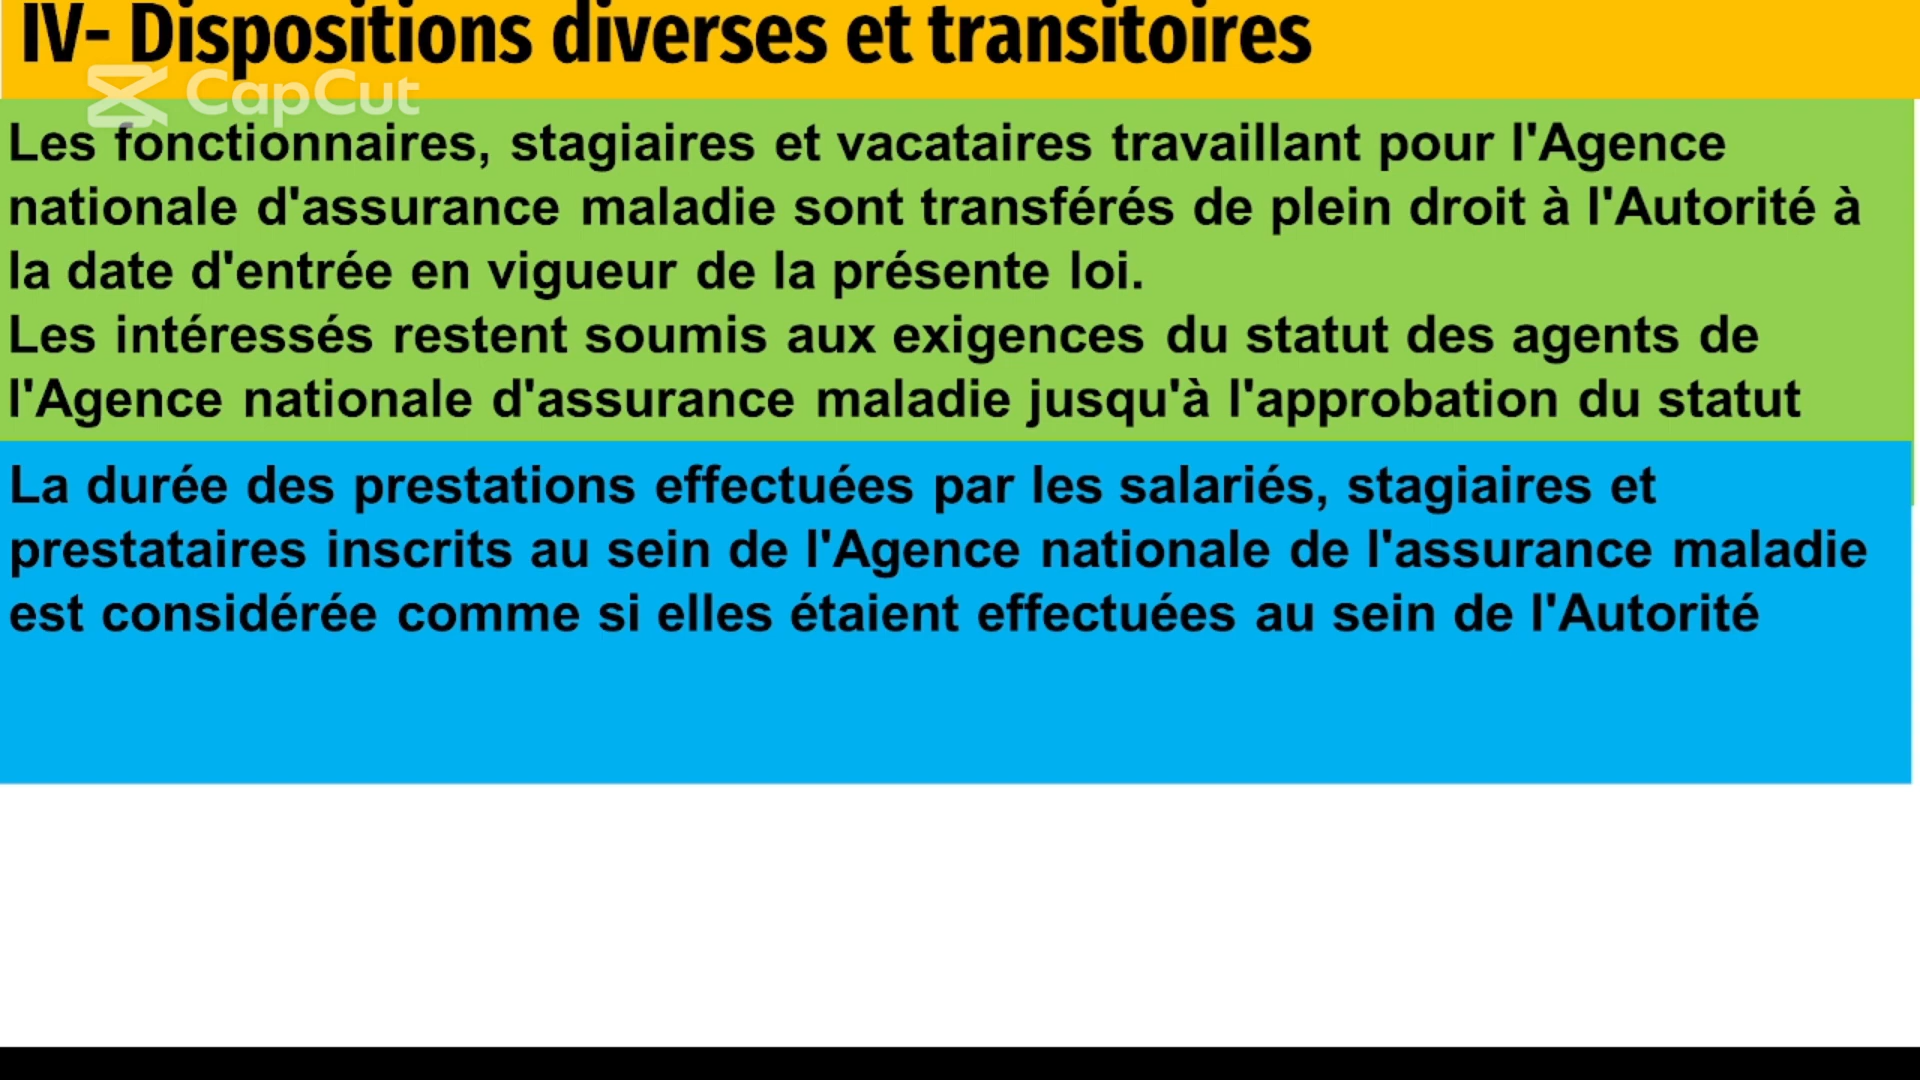 IV- Dispositions diverses et transitoires
CapCut
Les fonctionnaires, stagiaires et vacataires travaillant pour l'Agence
nationale d'assurance maladie sont transférés de plein droit à l'Autorité à
la date d'entrée en vigueur de la présente loi.
Les intéressés restent soumis aux exigences du statut des agents de
l'Agence nationale d'assurance maladie jusqu'à l'approbation du statut
La durée des prestations effectuées par les salariés, stagiaires et
prestataires inscrits au sein de l'Agence nationale de l'assurance maladie
est considérée comme si elles étaient effectuées au sein de l'Autorité